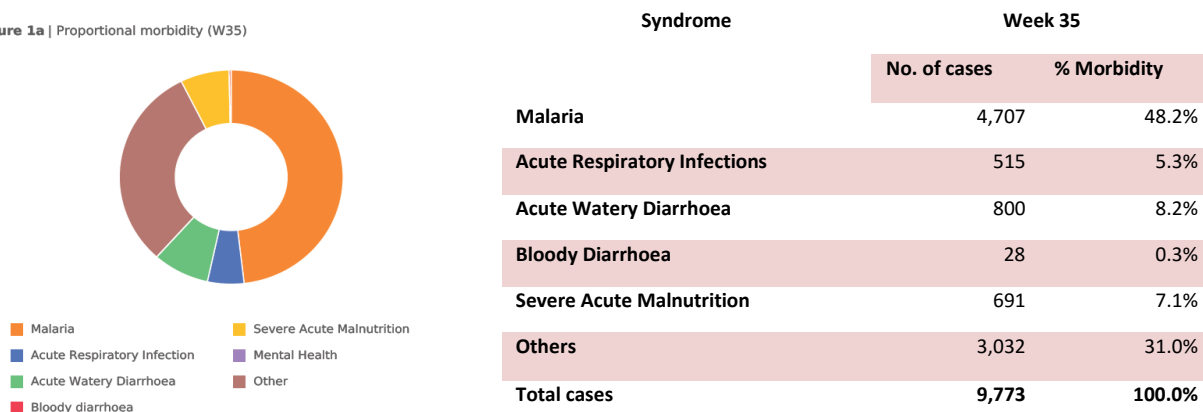 ure 1a | Proportional morbidity (W35)
Malaria
Acute Respiratory Infection
Acute Watery Diarrhoea
Bloody diarrhoea
Severe Acute Malnutrition
Mental Health
Other
Syndrome Week 35
No. of cases % Morbidity
Malaria 4,707 48.2%
Acute Respiratory Infections 515 5.3%
Acute Watery Diarrhoea 800 8.2%
Bloody Diarrhoea 28 0.3%
Severe Acute Malnutrition 691 7.1%
Others 3,032 31.0%
Total cases 9,773 100.0%